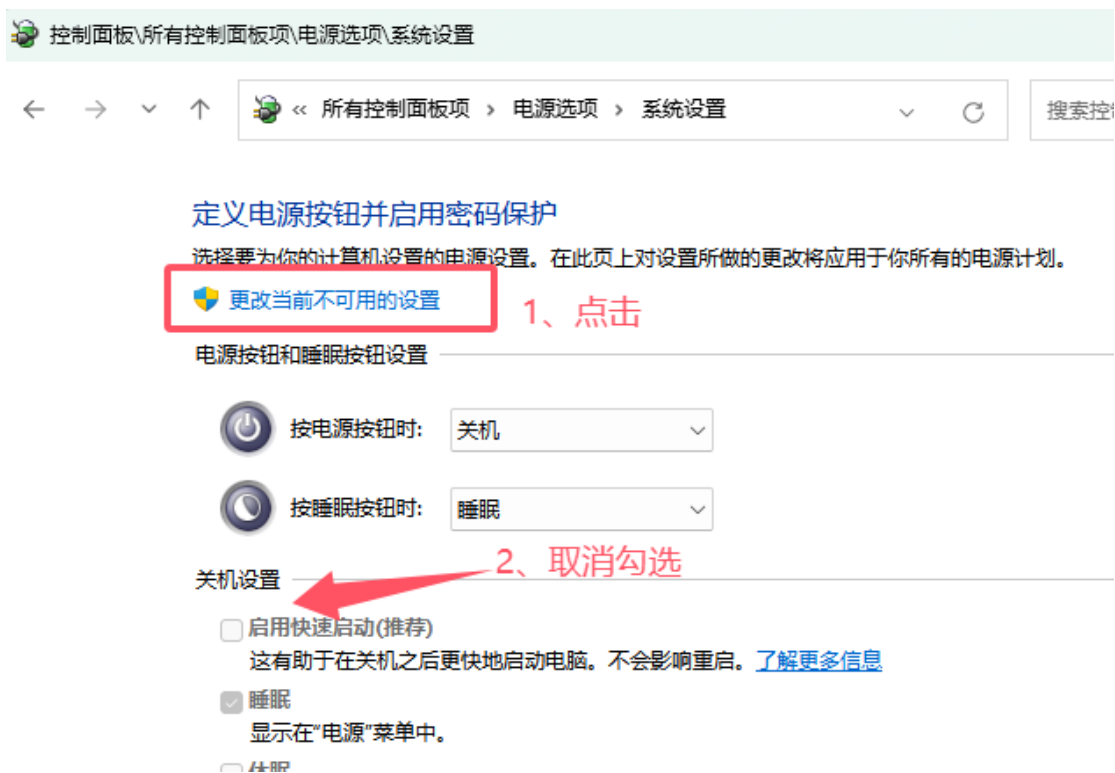 控制面板\所有控制面板项\电源选项\系统设置
« 所有控制面板项 › 电源选项 › 系统设置
搜索控
定义电源按钮并启用密码保护
选择要为你的计算机设置的电源设置。在此页上对设置所做的更改将应用于你所有的电源计划。
更改当前不可用的设置
1、点击
电源按钮和睡眠按钮设置
按电源按钮时: 关机
按睡眠按钮时: 睡眠
2、取消勾选
关机设置
启用快速启动(推荐)
这有助于在关机之后更快地启动电脑。不会影响重启。了解更多信息
睡眠
显示在"电源"菜单中。
休眠